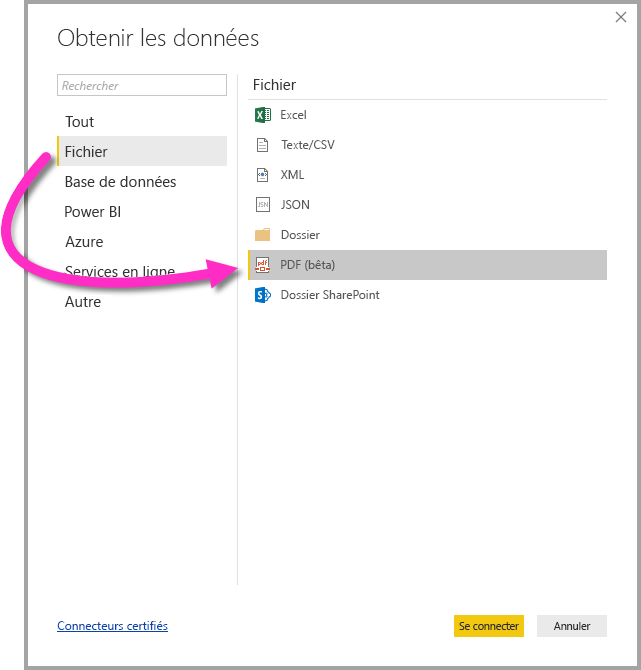 Obtenir les données
Rechercher
Tout
Fichier
Base de données
Power BI
Azure
Services en ligne
Autre
Fichier
Excel
Texte/CSV
XML
JSON
Dossier
PDF (bêta)
Dossier SharePoint
Connecteurs certifiés
Se connecter
Annuler